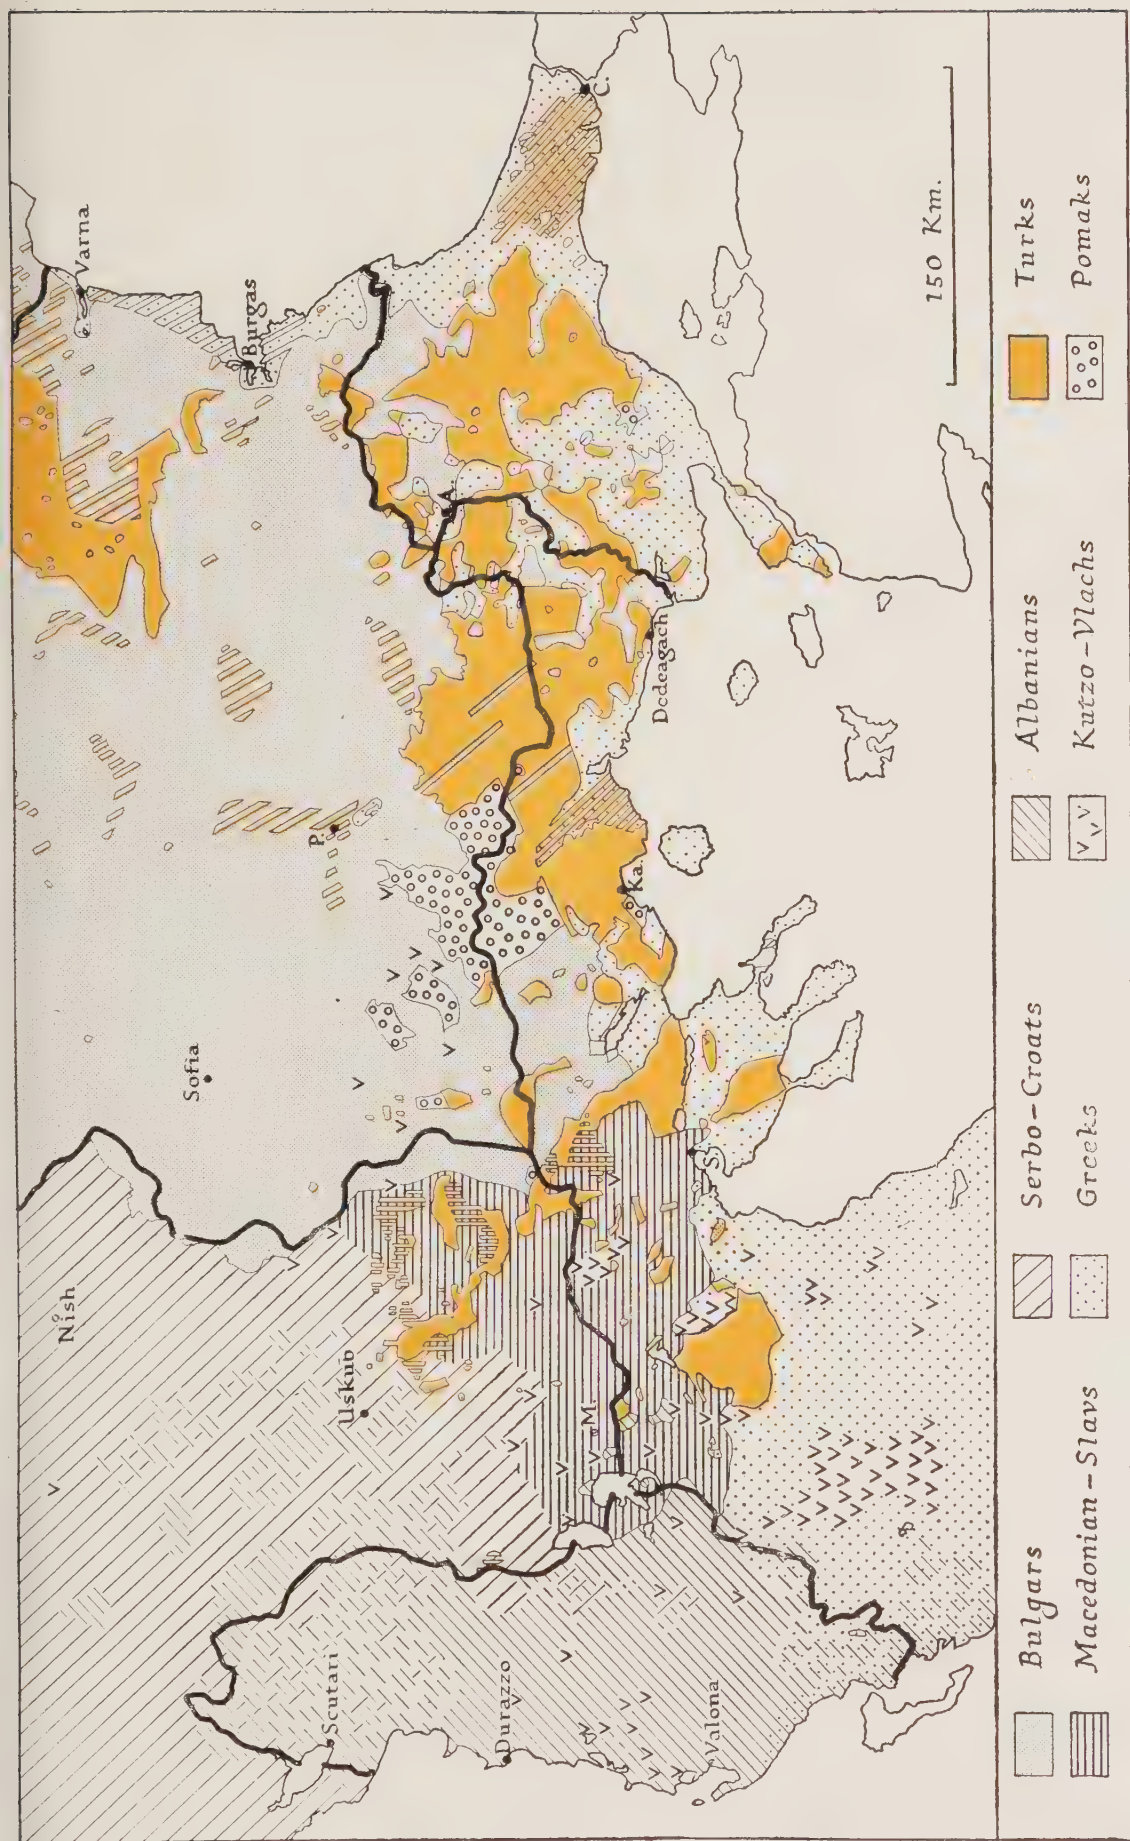 Varna
Burgas
Sofia
Nish
P.
Uskub
Scutari
Durazzo
Valona
M.
S.
Ka.
Dedeagach
C.
150 Km.
Bulgars
Serbo-Croats
Albanians
Turks
Macedonian-Slavs
Greeks
Kutzo-Vlachs
Pomaks